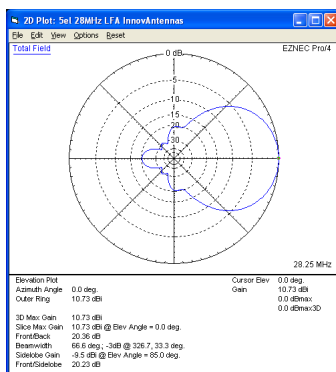 2D Plot: 5el 28MHz LFA InnovAntennas
File Edit View Options Reset
Total Field
EZNEC Pro/4
0 dB
-5
-10
-15
-20
-30
28.25 MHz
Elevation Plot
Azimuth Angle 0.0 deg.
Outer Ring 10.73 dBi
Cursor Elev 0.0 deg.
Gain 10.73 dBi
0.0 dBmax
0.0 dBmax3D
3D Max Gain 10.73 dBi
Slice Max Gain 10.73 dBi @ Elev Angle = 0.0 deg.
Front/Back 20.36 dB
Beamwidth 66.6 deg.; -3dB @ 326.7, 33.3 deg.
Sidelobe Gain -9.5 dBi @ Elev Angle = 85.0 deg.
Front/Sidelobe 20.23 dB